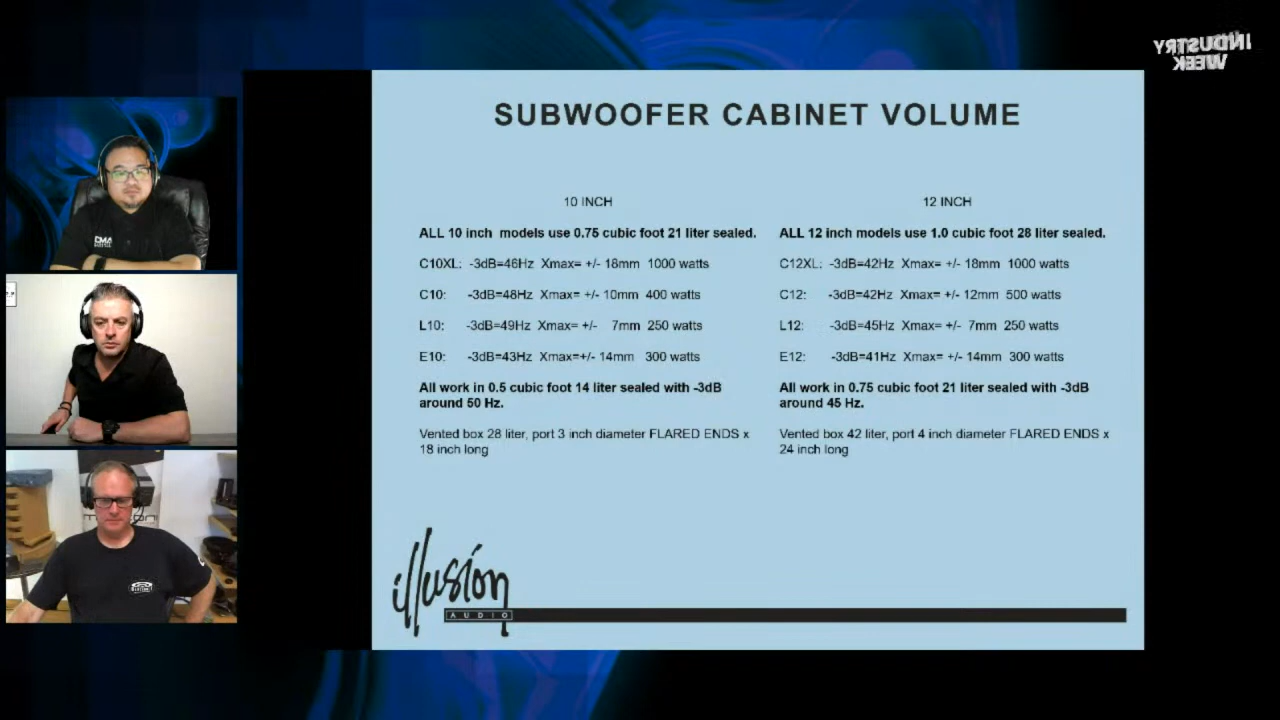 INDUSTRY
WEEK
SUBWOOFER CABINET VOLUME
10 INCH
ALL 10 inch models use 0.75 cubic foot 21 liter sealed.
C10XL: -3dB=46Hz Xmax= +/- 18mm 1000 watts
C10: -3dB=48Hz Xmax= +/- 10mm 400 watts
L10: -3dB=49Hz Xmax= +/- 7mm 250 watts
E10: -3dB=43Hz Xmax=+/- 14mm 300 watts
All work in 0.5 cubic foot 14 liter sealed with -3dB
around 50 Hz.
Vented box 28 liter, port 3 inch diameter FLARED ENDS x
18 inch long
12 INCH
ALL 12 inch models use 1.0 cubic foot 28 liter sealed.
C12XL: -3dB=42Hz Xmax= +/- 18mm 1000 watts
C12: -3dB=42Hz Xmax= +/- 12mm 500 watts
L12: -3dB=45Hz Xmax= +/- 7mm 250 watts
E12: -3dB=41Hz Xmax= +/- 14mm 300 watts
All work in 0.75 cubic foot 21 liter sealed with -3dB
around 45 Hz.
Vented box 42 liter, port 4 inch diameter FLARED ENDS x
24 inch long
illusion
AUDIO